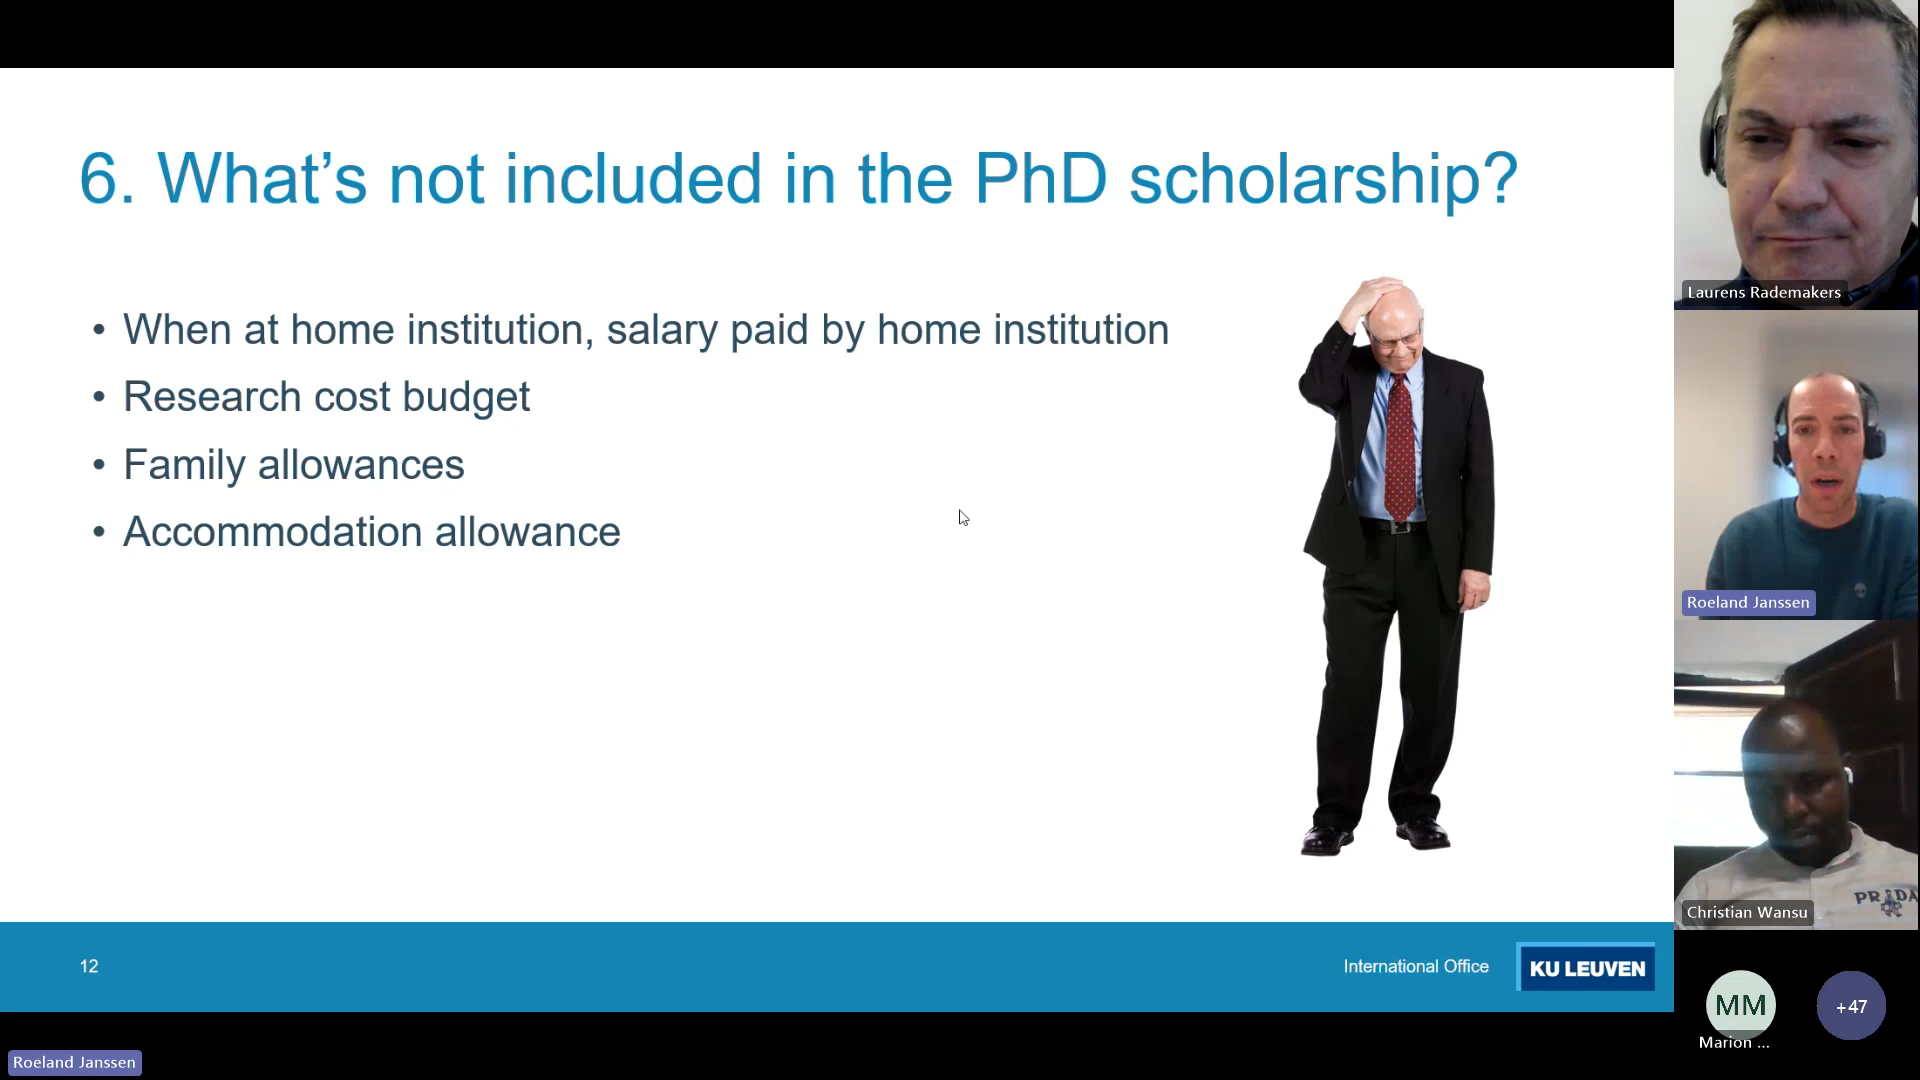 6. What's not included in the PhD scholarship?
• When at home institution, salary paid by home institution
• Research cost budget
• Family allowances
• Accommodation allowance
12
International Office
KU LEUVEN
Laurens Rademakers
Roeland Janssen
PRADA
Christian Wansu
MM
Marion ...
+47
Roeland Janssen